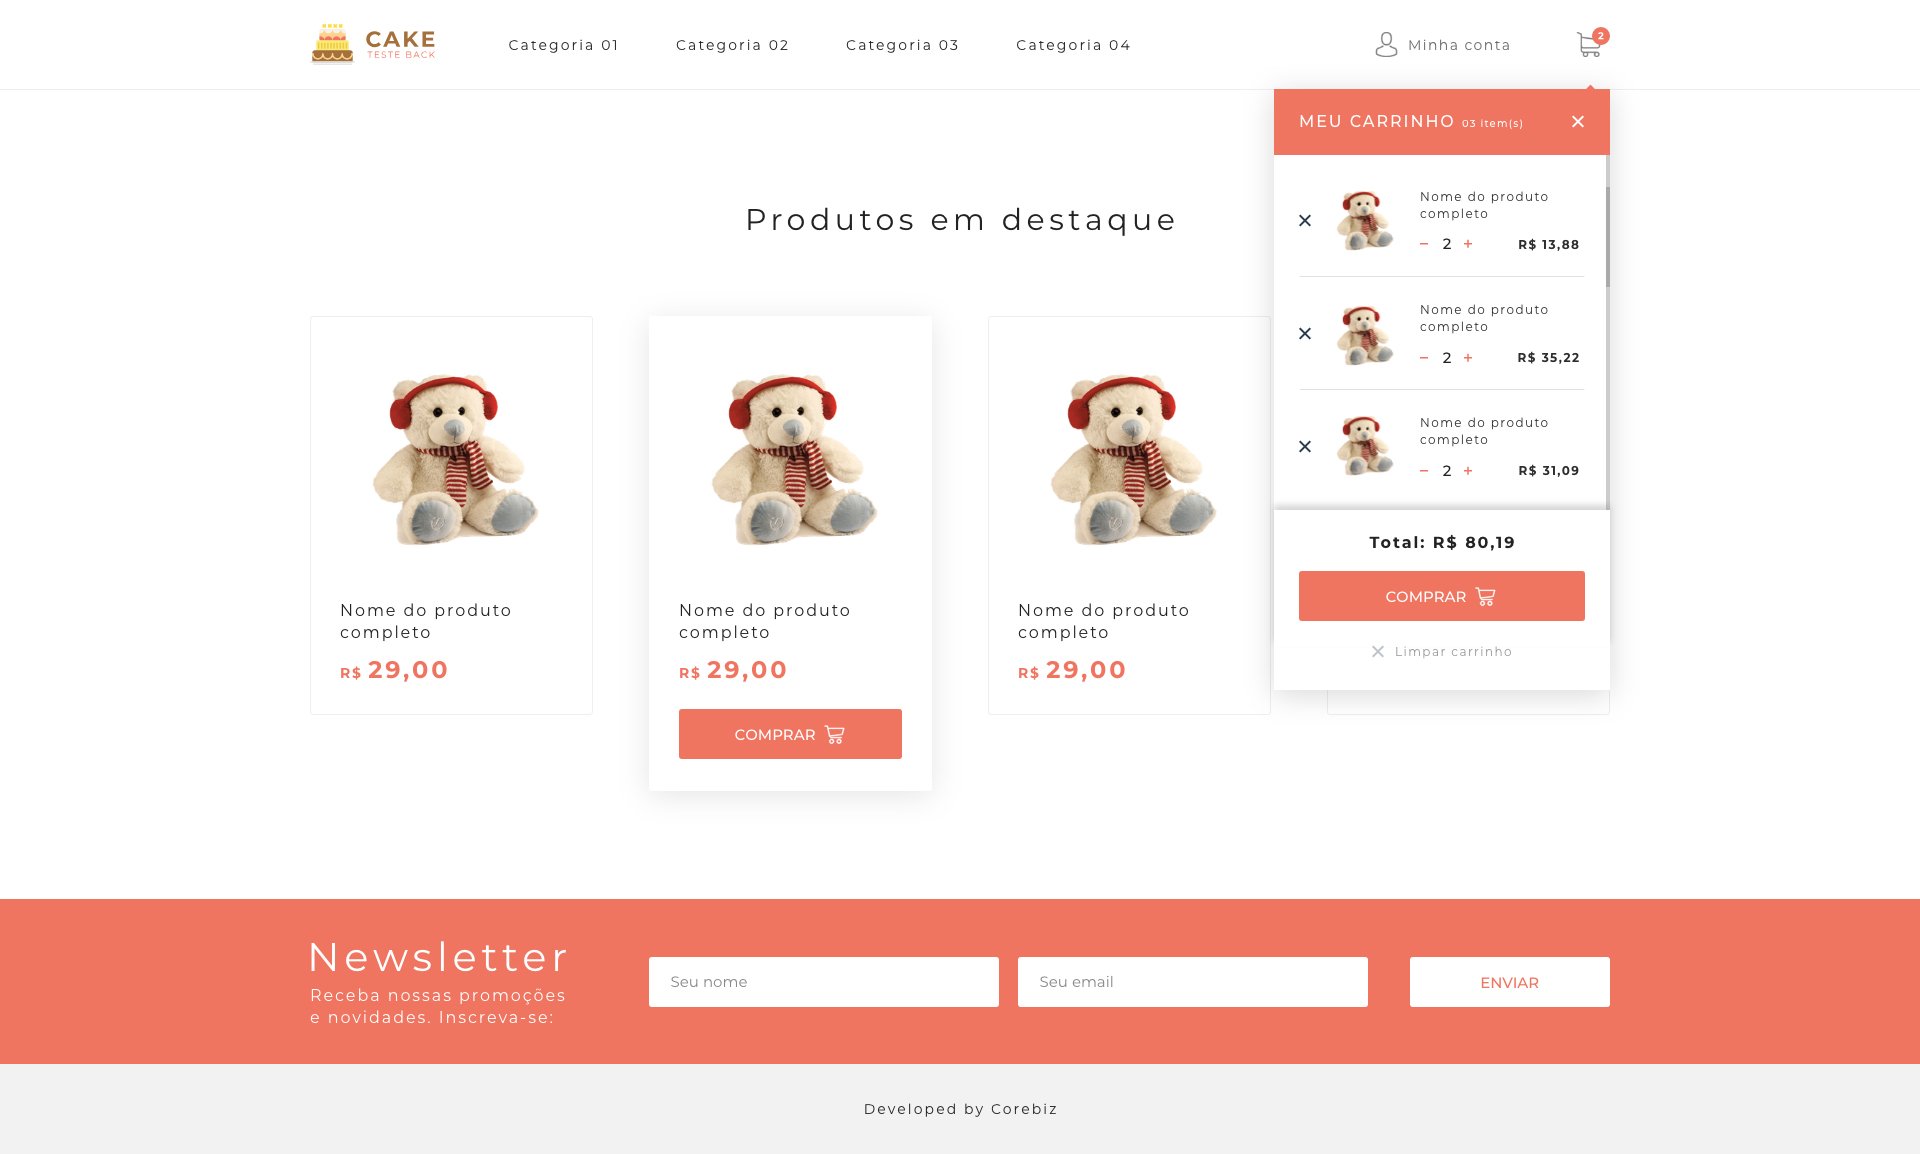 CAKE
TESTE BACK
Categoria 01
Categoria 02
Categoria 03
Categoria 04
Minha conta
2
MEU CARRINHO 03 item(s)
Nome do produto
completo
2
R$ 13,88
Nome do produto
completo
2
R$ 35,22
Nome do produto
completo
2
R$ 31,09
Total: R$ 80,19
COMPRAR
Limpar carrinho
Produtos em destaque
Nome do produto
completo
R$ 29,00
Nome do produto
completo
R$ 29,00
COMPRAR
Nome do produto
completo
R$ 29,00
Newsletter
Receba nossas promoções
e novidades. Inscreva-se:
Seu nome
Seu email
ENVIAR
Developed by Corebiz